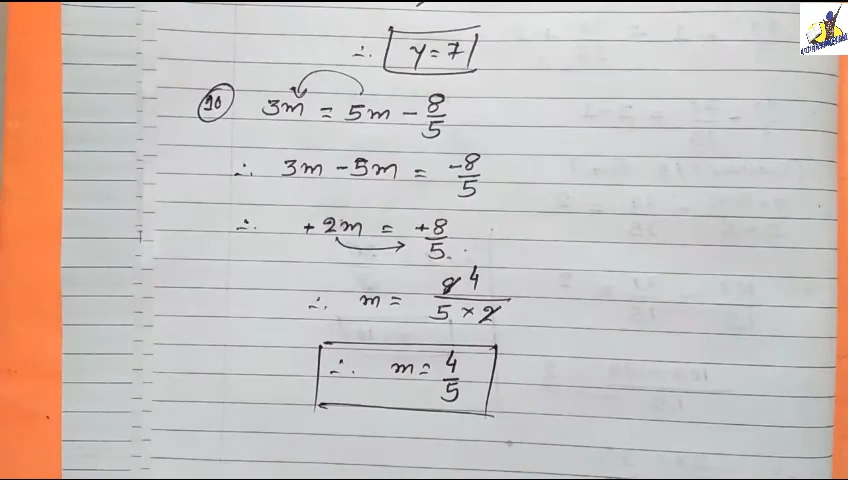 ∴ y = 7
10 3m = 5m - 8/5
∴ 3m - 5m = -8/5
∴ +2m = +8/5
∴ m = 8 4 / 5 × 2
∴ m = 4/5